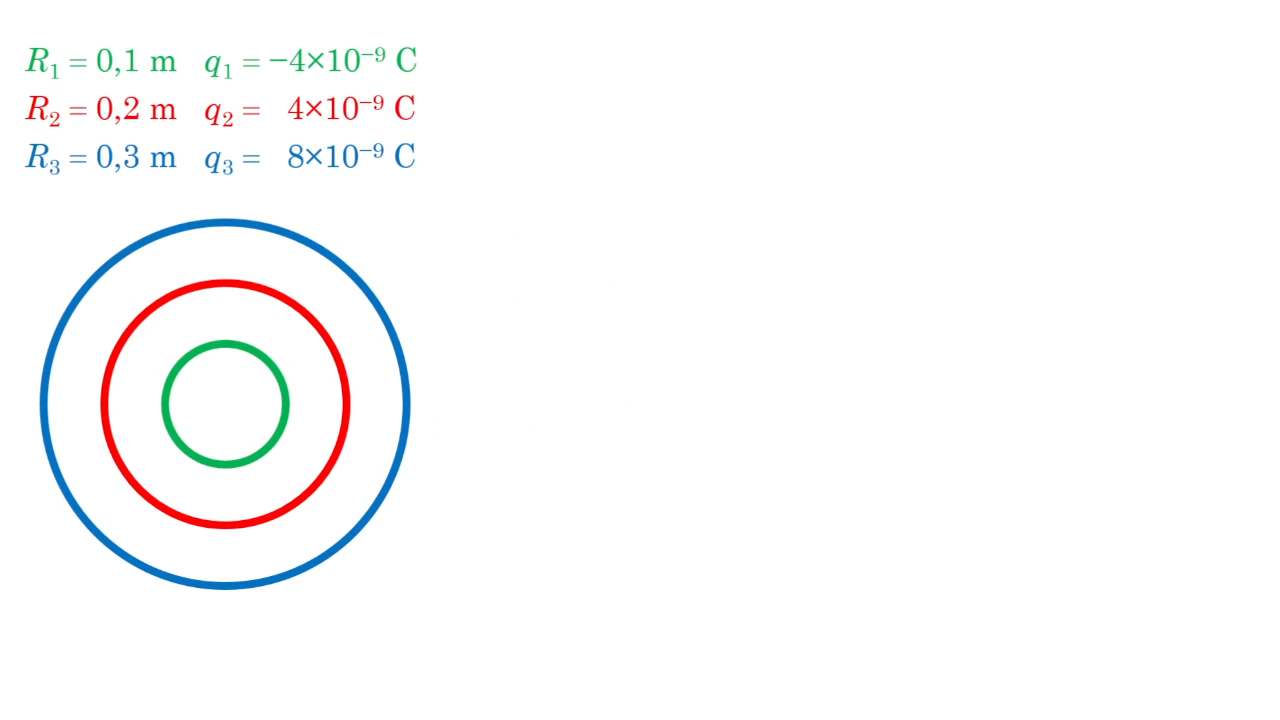 R₁ = 0,1 m q₁ = −4×10⁻⁹ C
R₂ = 0,2 m q₂ = 4×10⁻⁹ C
R₃ = 0,3 m q₃ = 8×10⁻⁹ C